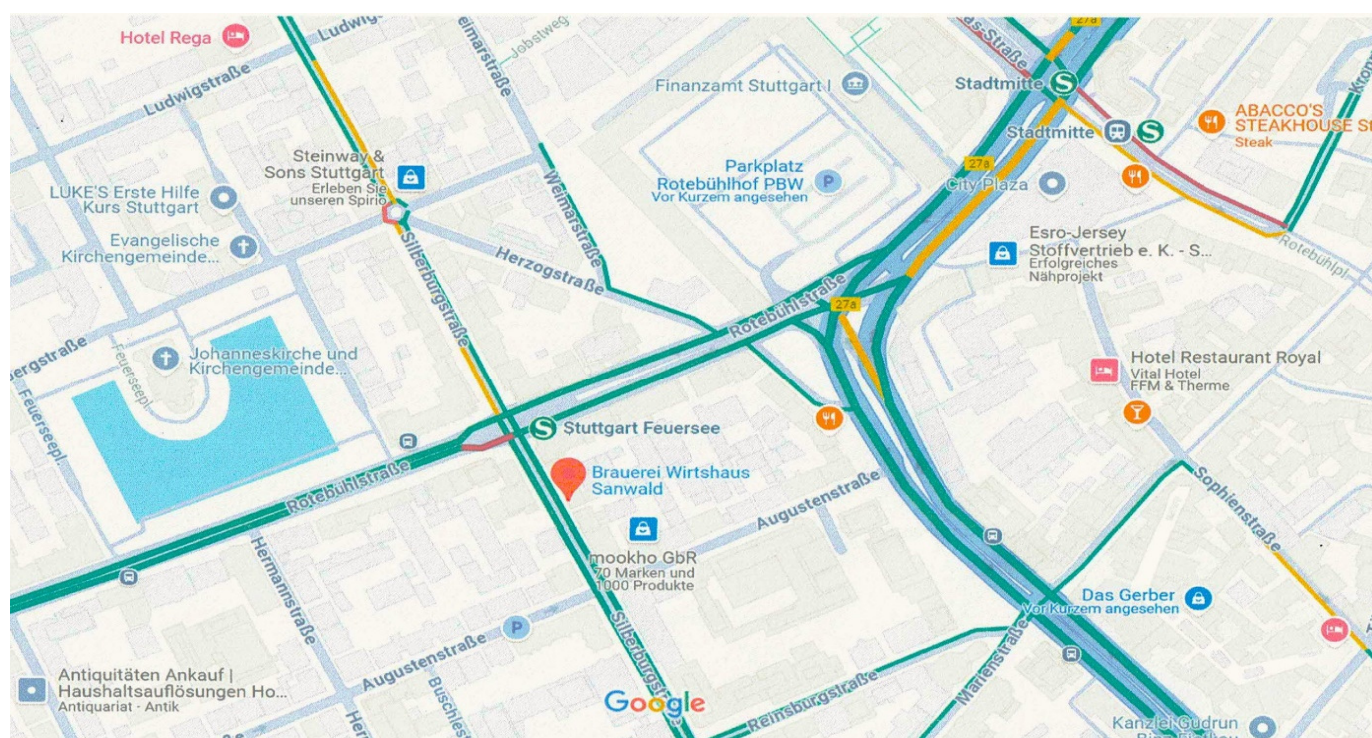 Hotel Rega
Ludwigstraße
Weimarstraße
Jobstweg
27a
Stadtmitte
Finanzamt Stuttgart I
ABACCO'S
STEAKHOUSE
Steak
Stadtmitte
Steinway &
Sons Stuttgart
Erleben Sie
unseren Spirio
LUKE'S Erste Hilfe
Kurs Stuttgart
Evangelische
Kirchengemeinde...
Weimarstraße
Parkplatz
Rotebühlhof PBW
Vor Kurzem angesehen
27a
City Plaza
Esro-Jersey
Stoffvertrieb e. K. - S...
Erfolgreiches
Nähprojekt
Rotebühlpl.
Silberburgstraße
Herzogstraße
Rotebühlstraße
27a
Johanneskirche und
Kirchengemeinde...
Feuerseepl.
Feuerseepl.
Hotel Restaurant Royal
Vital Hotel
FFM & Therme
Stuttgart Feuersee
Rotebühlstraße
Brauerei Wirtshaus
Sanwald
Augustenstraße
Sophienstraße
mookho GbR
70 Marken und
1000 Produkte
Hermannstraße
Silberburgstraße
Das Gerber
Vor Kurzem angesehen
Marienstraße
Augustenstraße
Antiquitäten Ankauf |
Haushaltsauflösungen Ho...
Antiquariat · Antik
Google
Reinsburgstraße
Kanzlei Gudrun